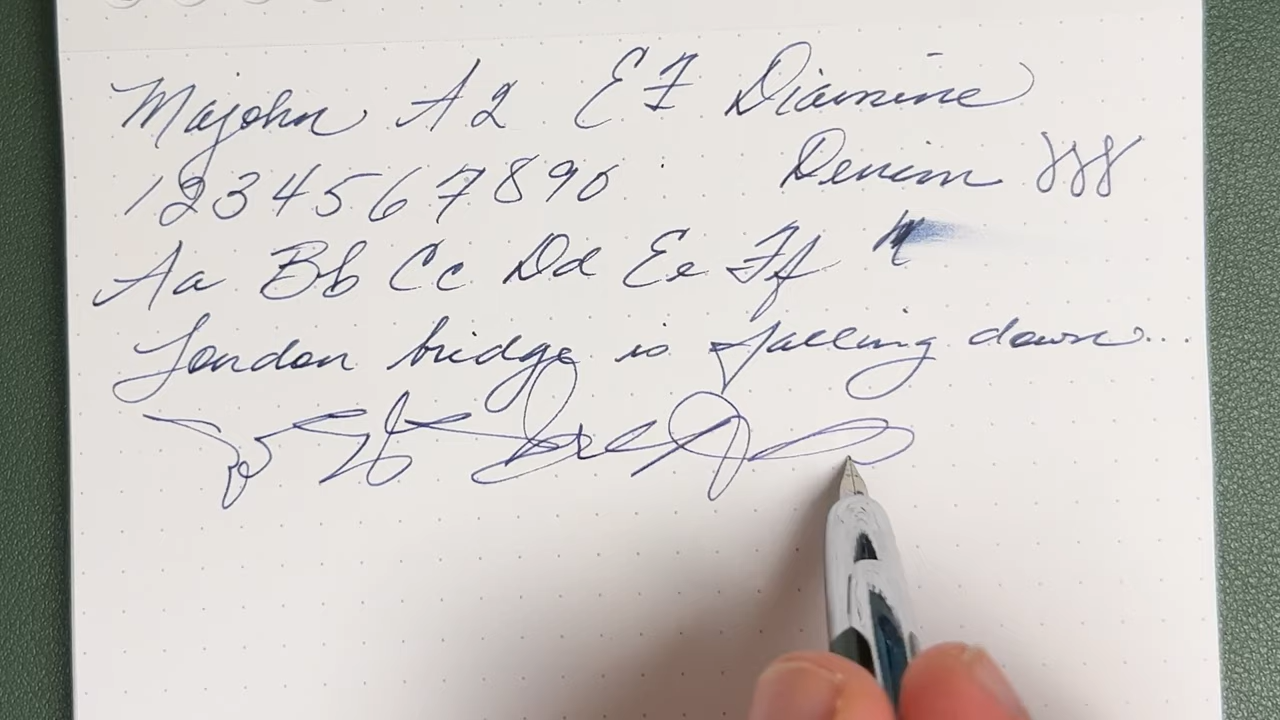 Majohn A2 EF Diamine
1234567890 Denim
Aa Bb Cc Dd Ee Ff
London bridge is falling down...